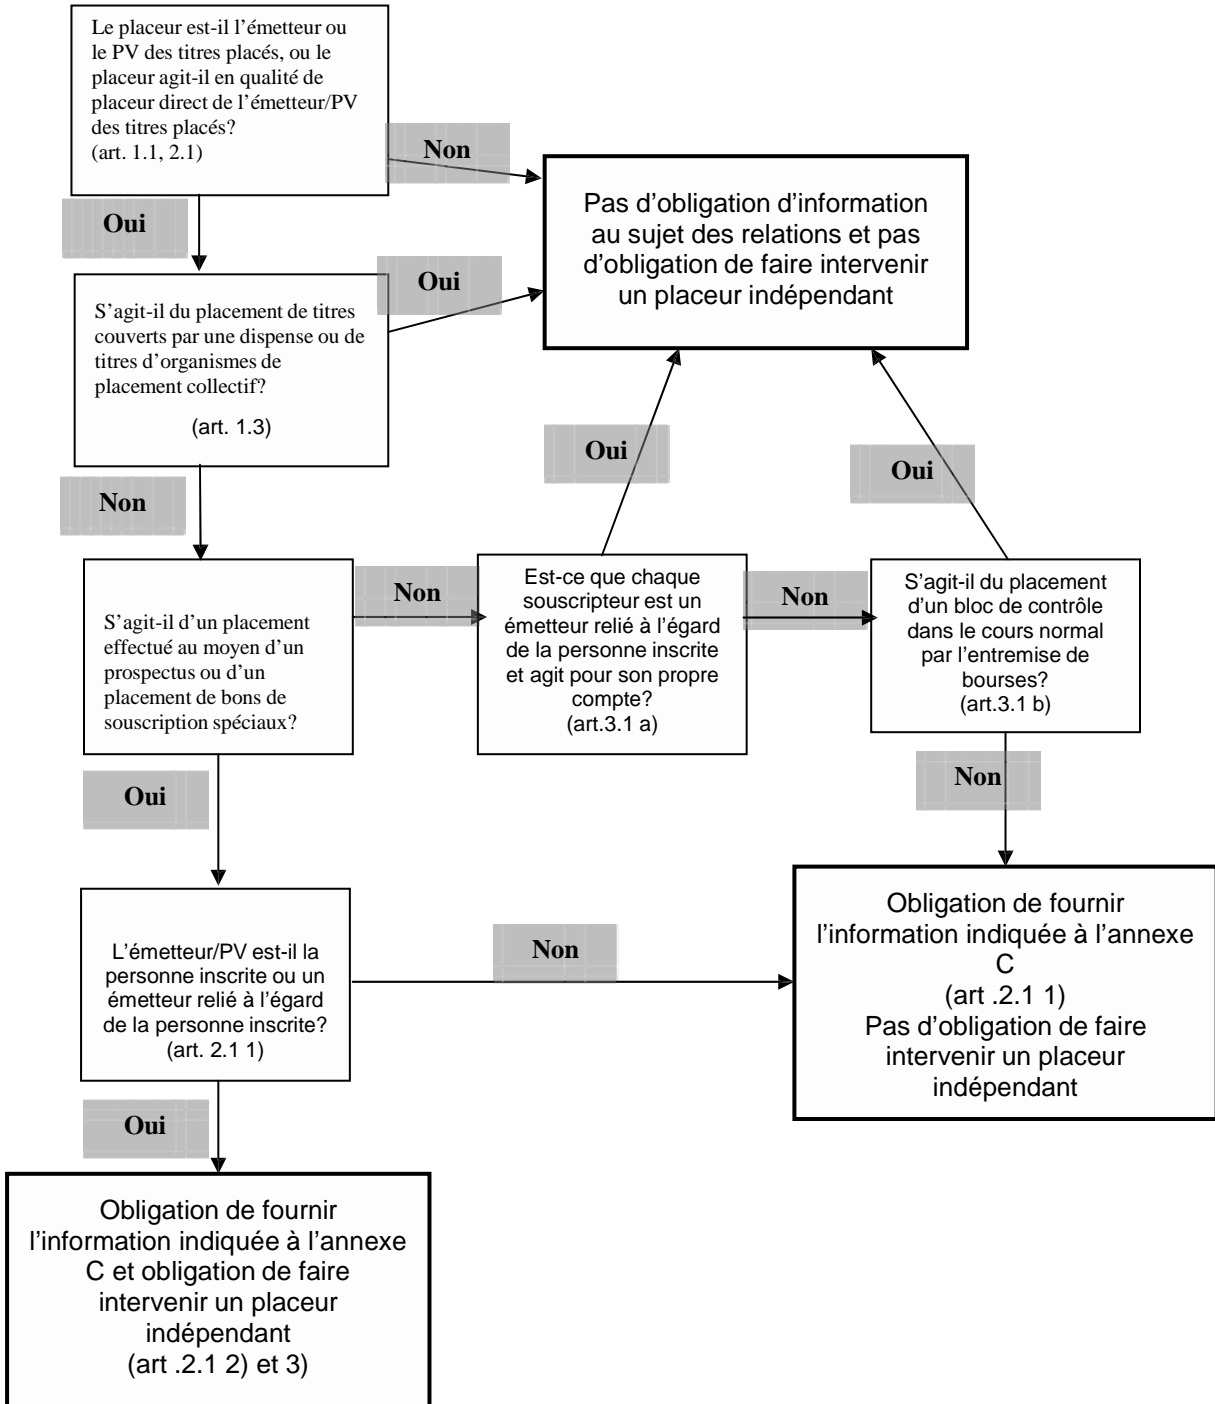 Le placeur est-il l'émetteur ou
le PV des titres placés, ou le
placeur agit-il en qualité de
placeur direct de l'émetteur/PV
des titres placés?
(art. 1.1, 2.1)
Non
Oui
Pas d'obligation d'information
au sujet des relations et pas
d'obligation de faire intervenir
un placeur indépendant
Oui
S'agit-il du placement de titres
couverts par une dispense ou de
titres d'organismes de
placement collectif?
(art. 1.3)
Oui
Oui
Non
S'agit-il d'un placement
effectué au moyen d'un
prospectus ou d'un
placement de bons de
souscription spéciaux?
Non
Est-ce que chaque
souscripteur est un
émetteur relié à l'égard
de la personne inscrite
et agit pour son propre
compte?
(art.3.1 a)
Non
S'agit-il du placement
d'un bloc de contrôle
dans le cours normal
par l'entremise de
bourses?
(art.3.1 b)
Non
Oui
L'émetteur/PV est-il la
personne inscrite ou un
émetteur relié à l'égard
de la personne inscrite?
(art. 2.1 1)
Non
Obligation de fournir
l'information indiquée à l'annexe
C
(art .2.1 1)
Pas d'obligation de faire
intervenir un placeur
indépendant
Oui
Obligation de fournir
l'information indiquée à l'annexe
C et obligation de faire
intervenir un placeur
indépendant
(art .2.1 2) et 3)